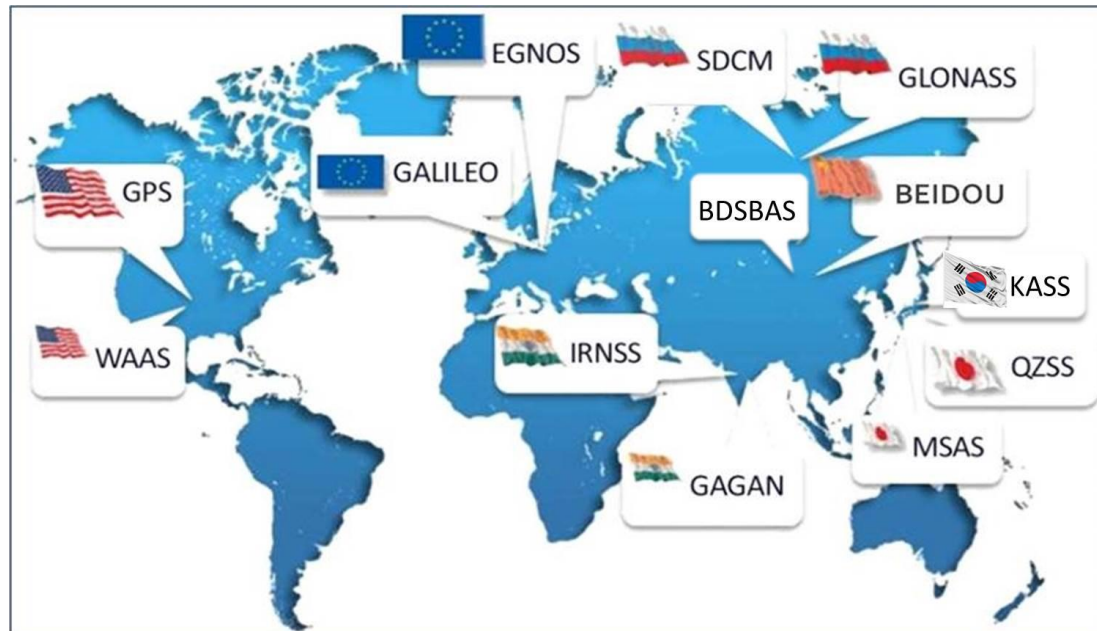 EGNOS
SDCM
GLONASS
GPS
GALILEO
BDSBAS
BEIDOU
KASS
WAAS
IRNSS
QZSS
MSAS
GAGAN